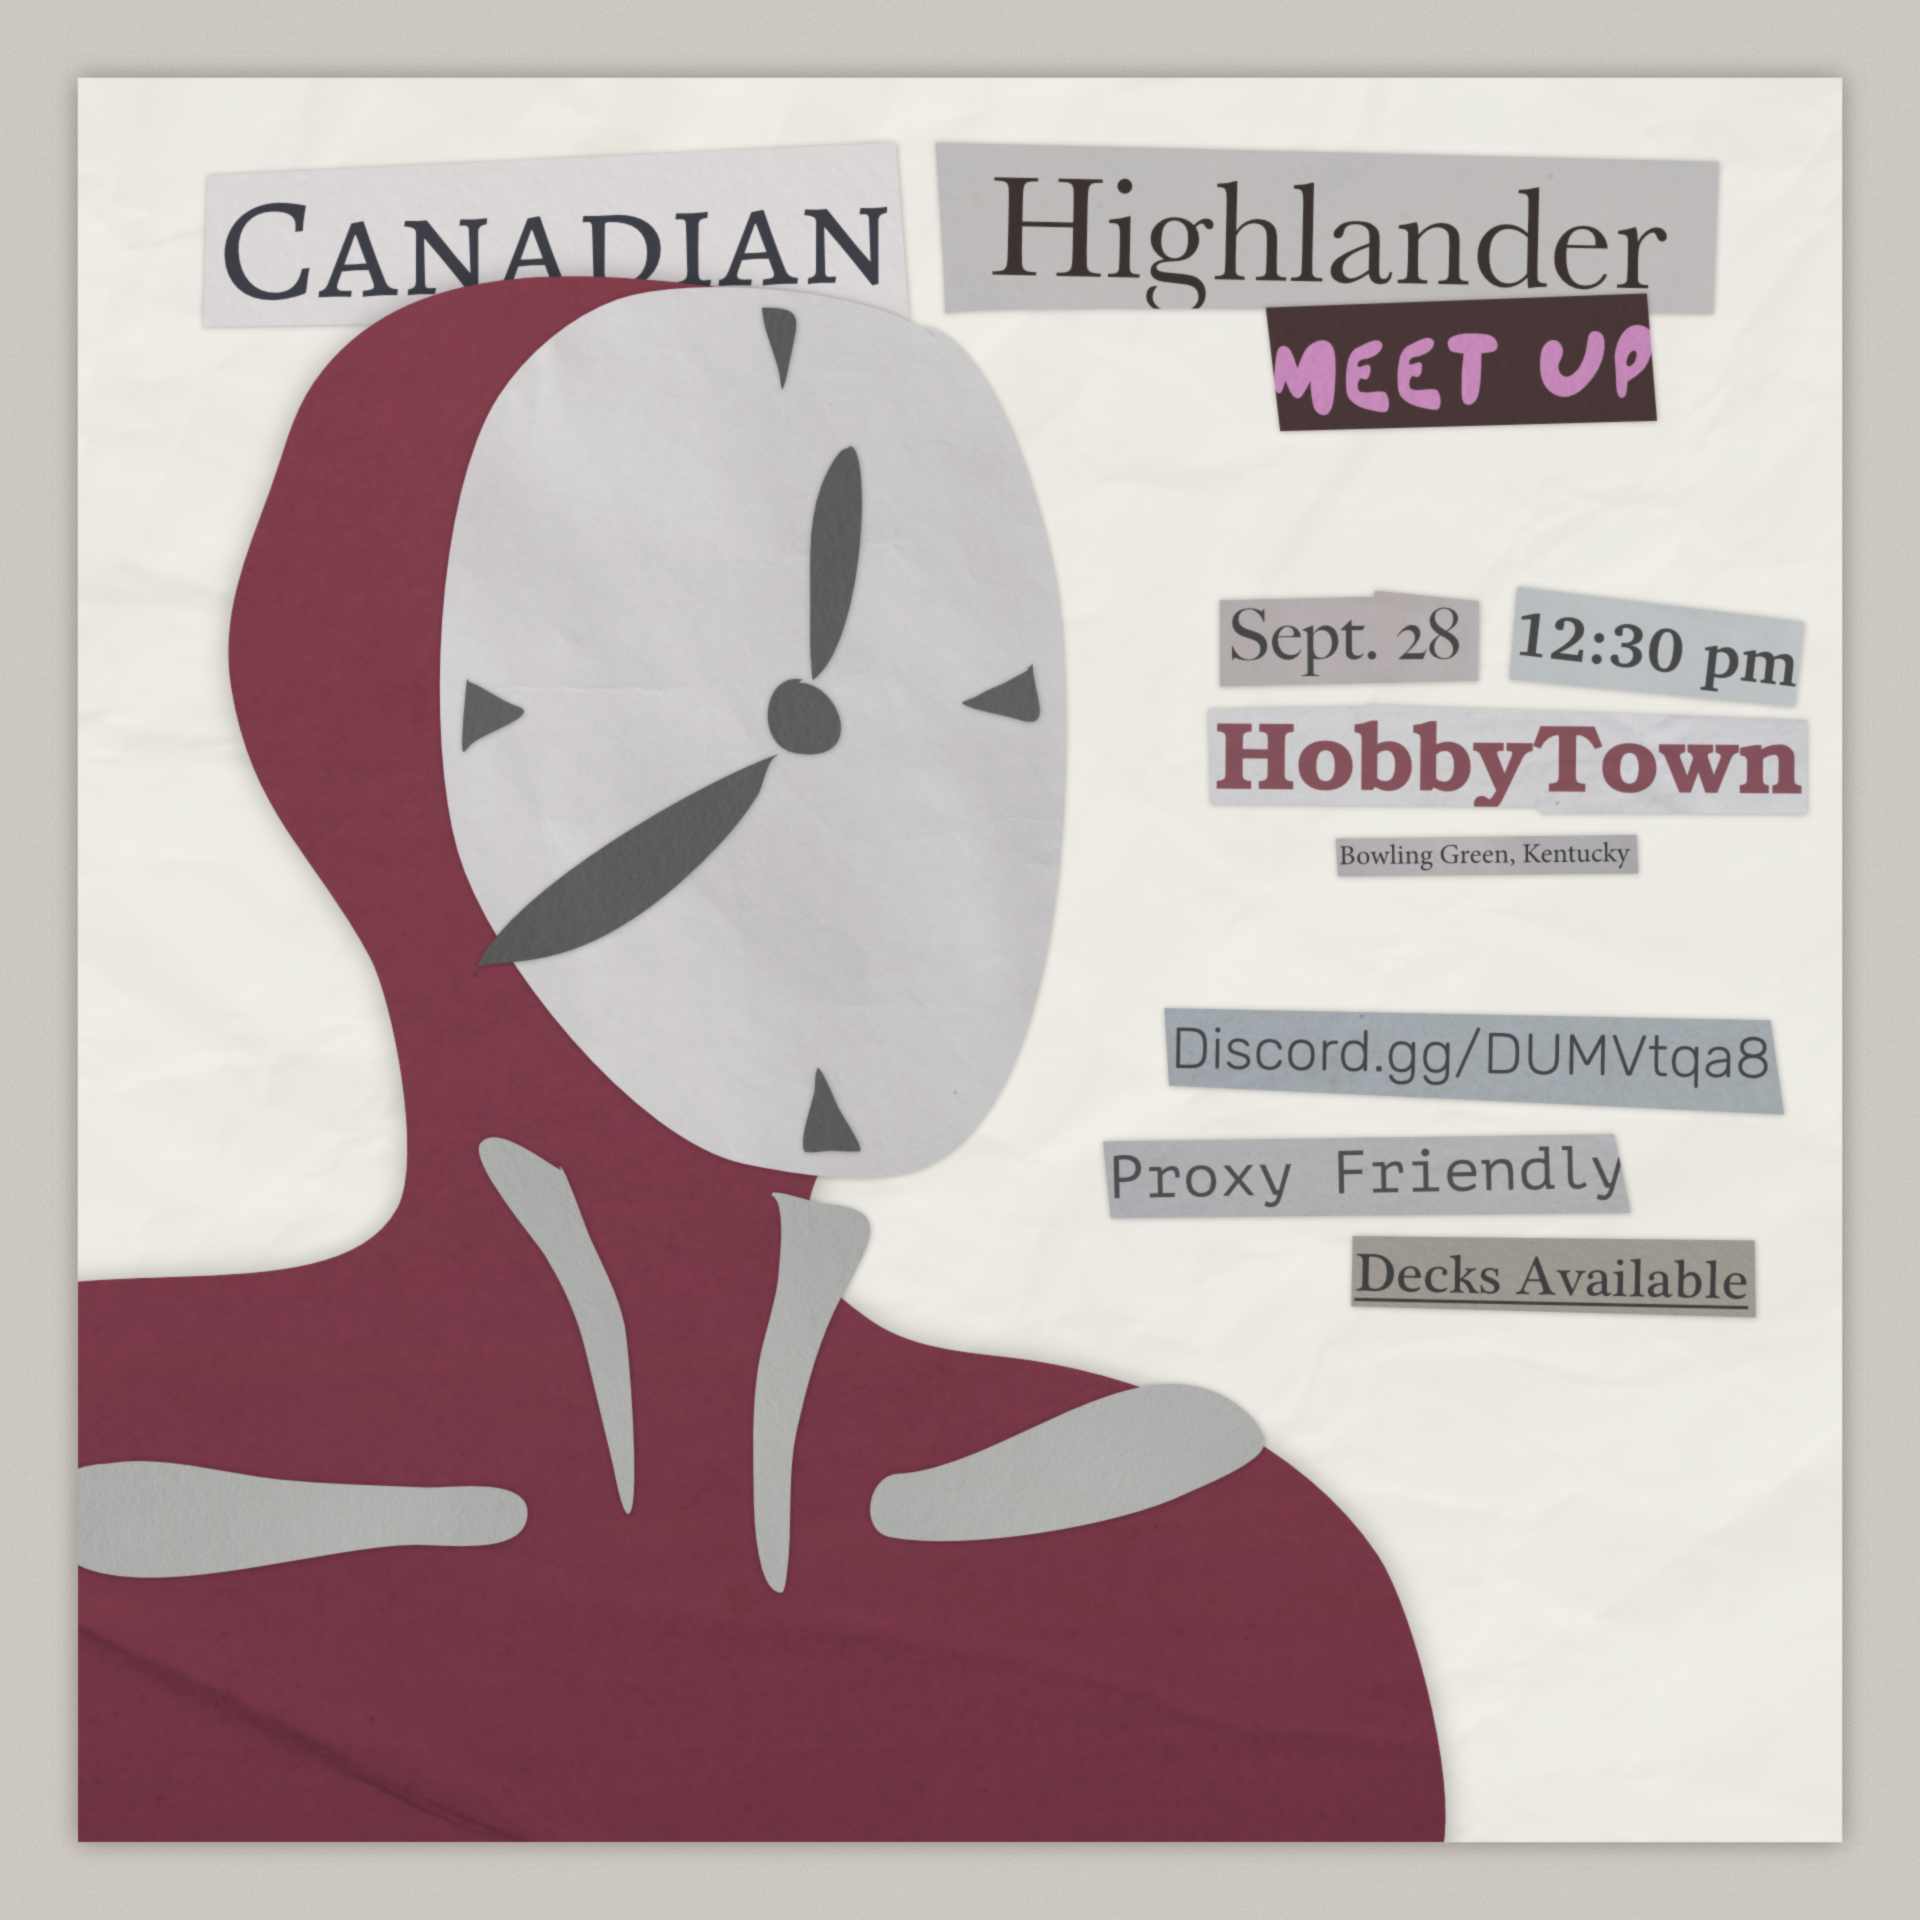 CANADIAN Highlander
MEET UP
Sept. 28 12:30 pm
HobbyTown
Bowling Green, Kentucky
Discord.gg/DUMVtqa8
Proxy Friendly
Decks Available